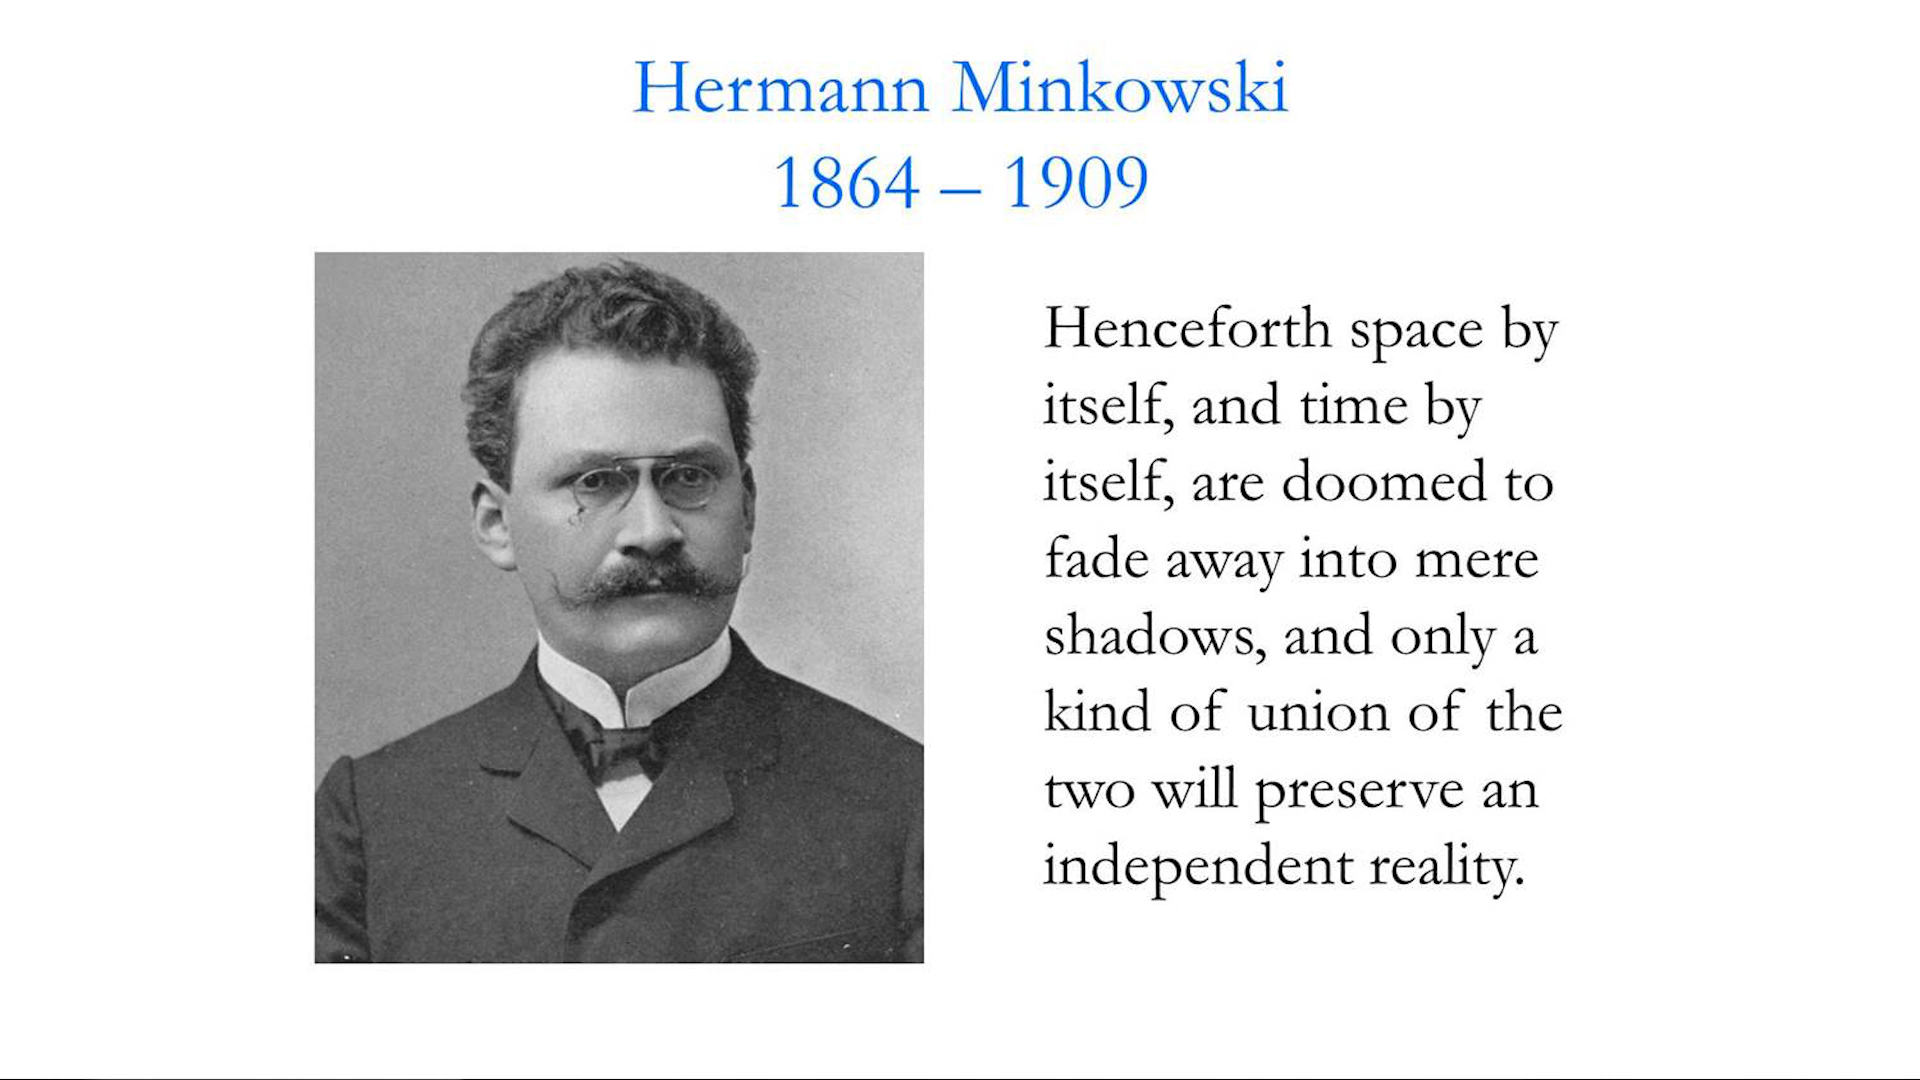 Hermann Minkowski
1864 – 1909
Henceforth space by
itself, and time by
itself, are doomed to
fade away into mere
shadows, and only a
kind of union of the
two will preserve an
independent reality.